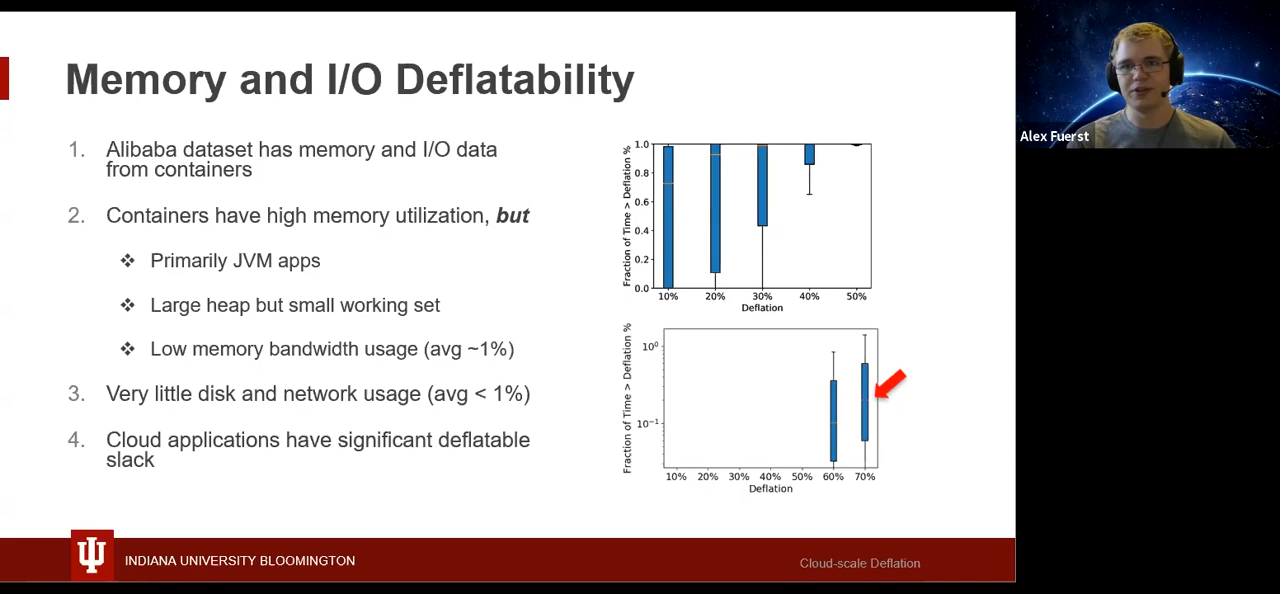 Memory and I/O Deflatability
1. Alibaba dataset has memory and I/O data
from containers
2. Containers have high memory utilization, but
❖ Primarily JVM apps
❖ Large heap but small working set
❖ Low memory bandwidth usage (avg ~1%)
3. Very little disk and network usage (avg < 1%)
4. Cloud applications have significant deflatable
slack
Fraction of Time > Deflation %
1.0
0.8
0.6
0.4
0.2
0.0
10% 20% 30% 40% 50%
Deflation
Fraction of Time > Deflation %
10⁰
10⁻¹
10% 20% 30% 40% 50% 60% 70%
Deflation
INDIANA UNIVERSITY BLOOMINGTON
Cloud-scale Deflation
Alex Fuerst